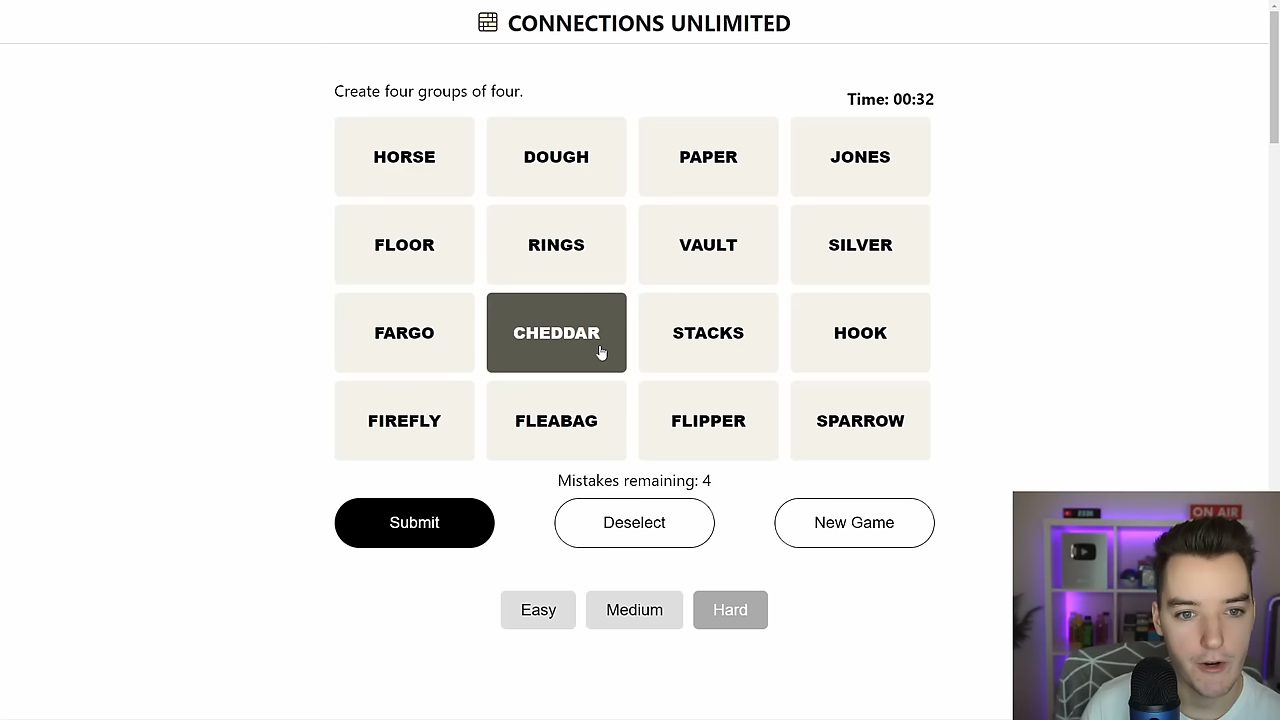 CONNECTIONS UNLIMITED
Create four groups of four.
Time: 00:32
HORSE DOUGH PAPER JONES
FLOOR RINGS VAULT SILVER
FARGO CHEDDAR STACKS HOOK
FIREFLY FLEABAG FLIPPER SPARROW
Mistakes remaining: 4
Submit Deselect New Game
Easy Medium Hard
ON AIR